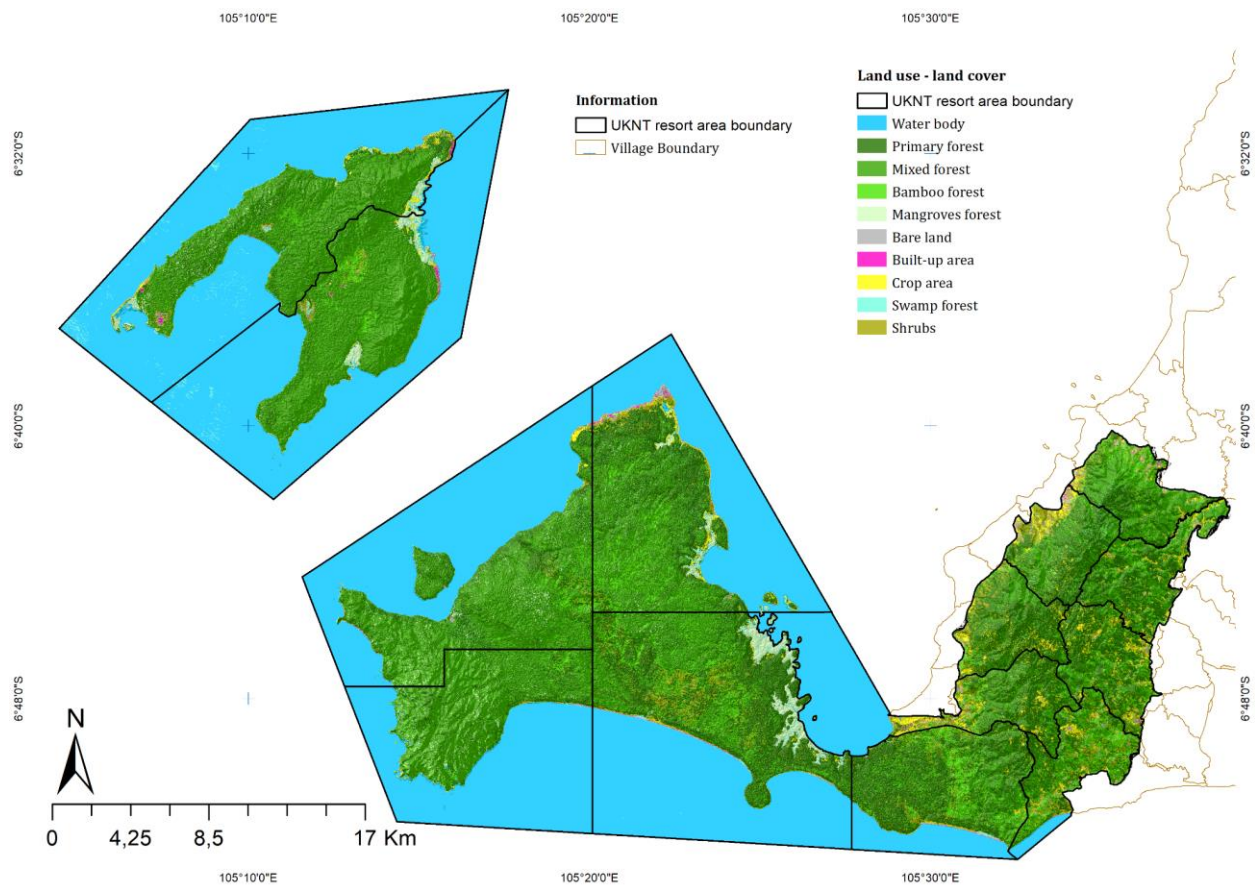 105°10'0"E 105°20'0"E 105°30'0"E
Information
UKNT resort area boundary
Village Boundary
Land use - land cover
UKNT resort area boundary
Water body
Primary forest
Mixed forest
Bamboo forest
Mangroves forest
Bare land
Built-up area
Crop area
Swamp forest
Shrubs
6°32'0"S 6°32'0"S
6°40'0"S 6°40'0"S
6°48'0"S 6°48'0"S
N
0 4,25 8,5 17 Km
105°10'0"E 105°20'0"E 105°30'0"E